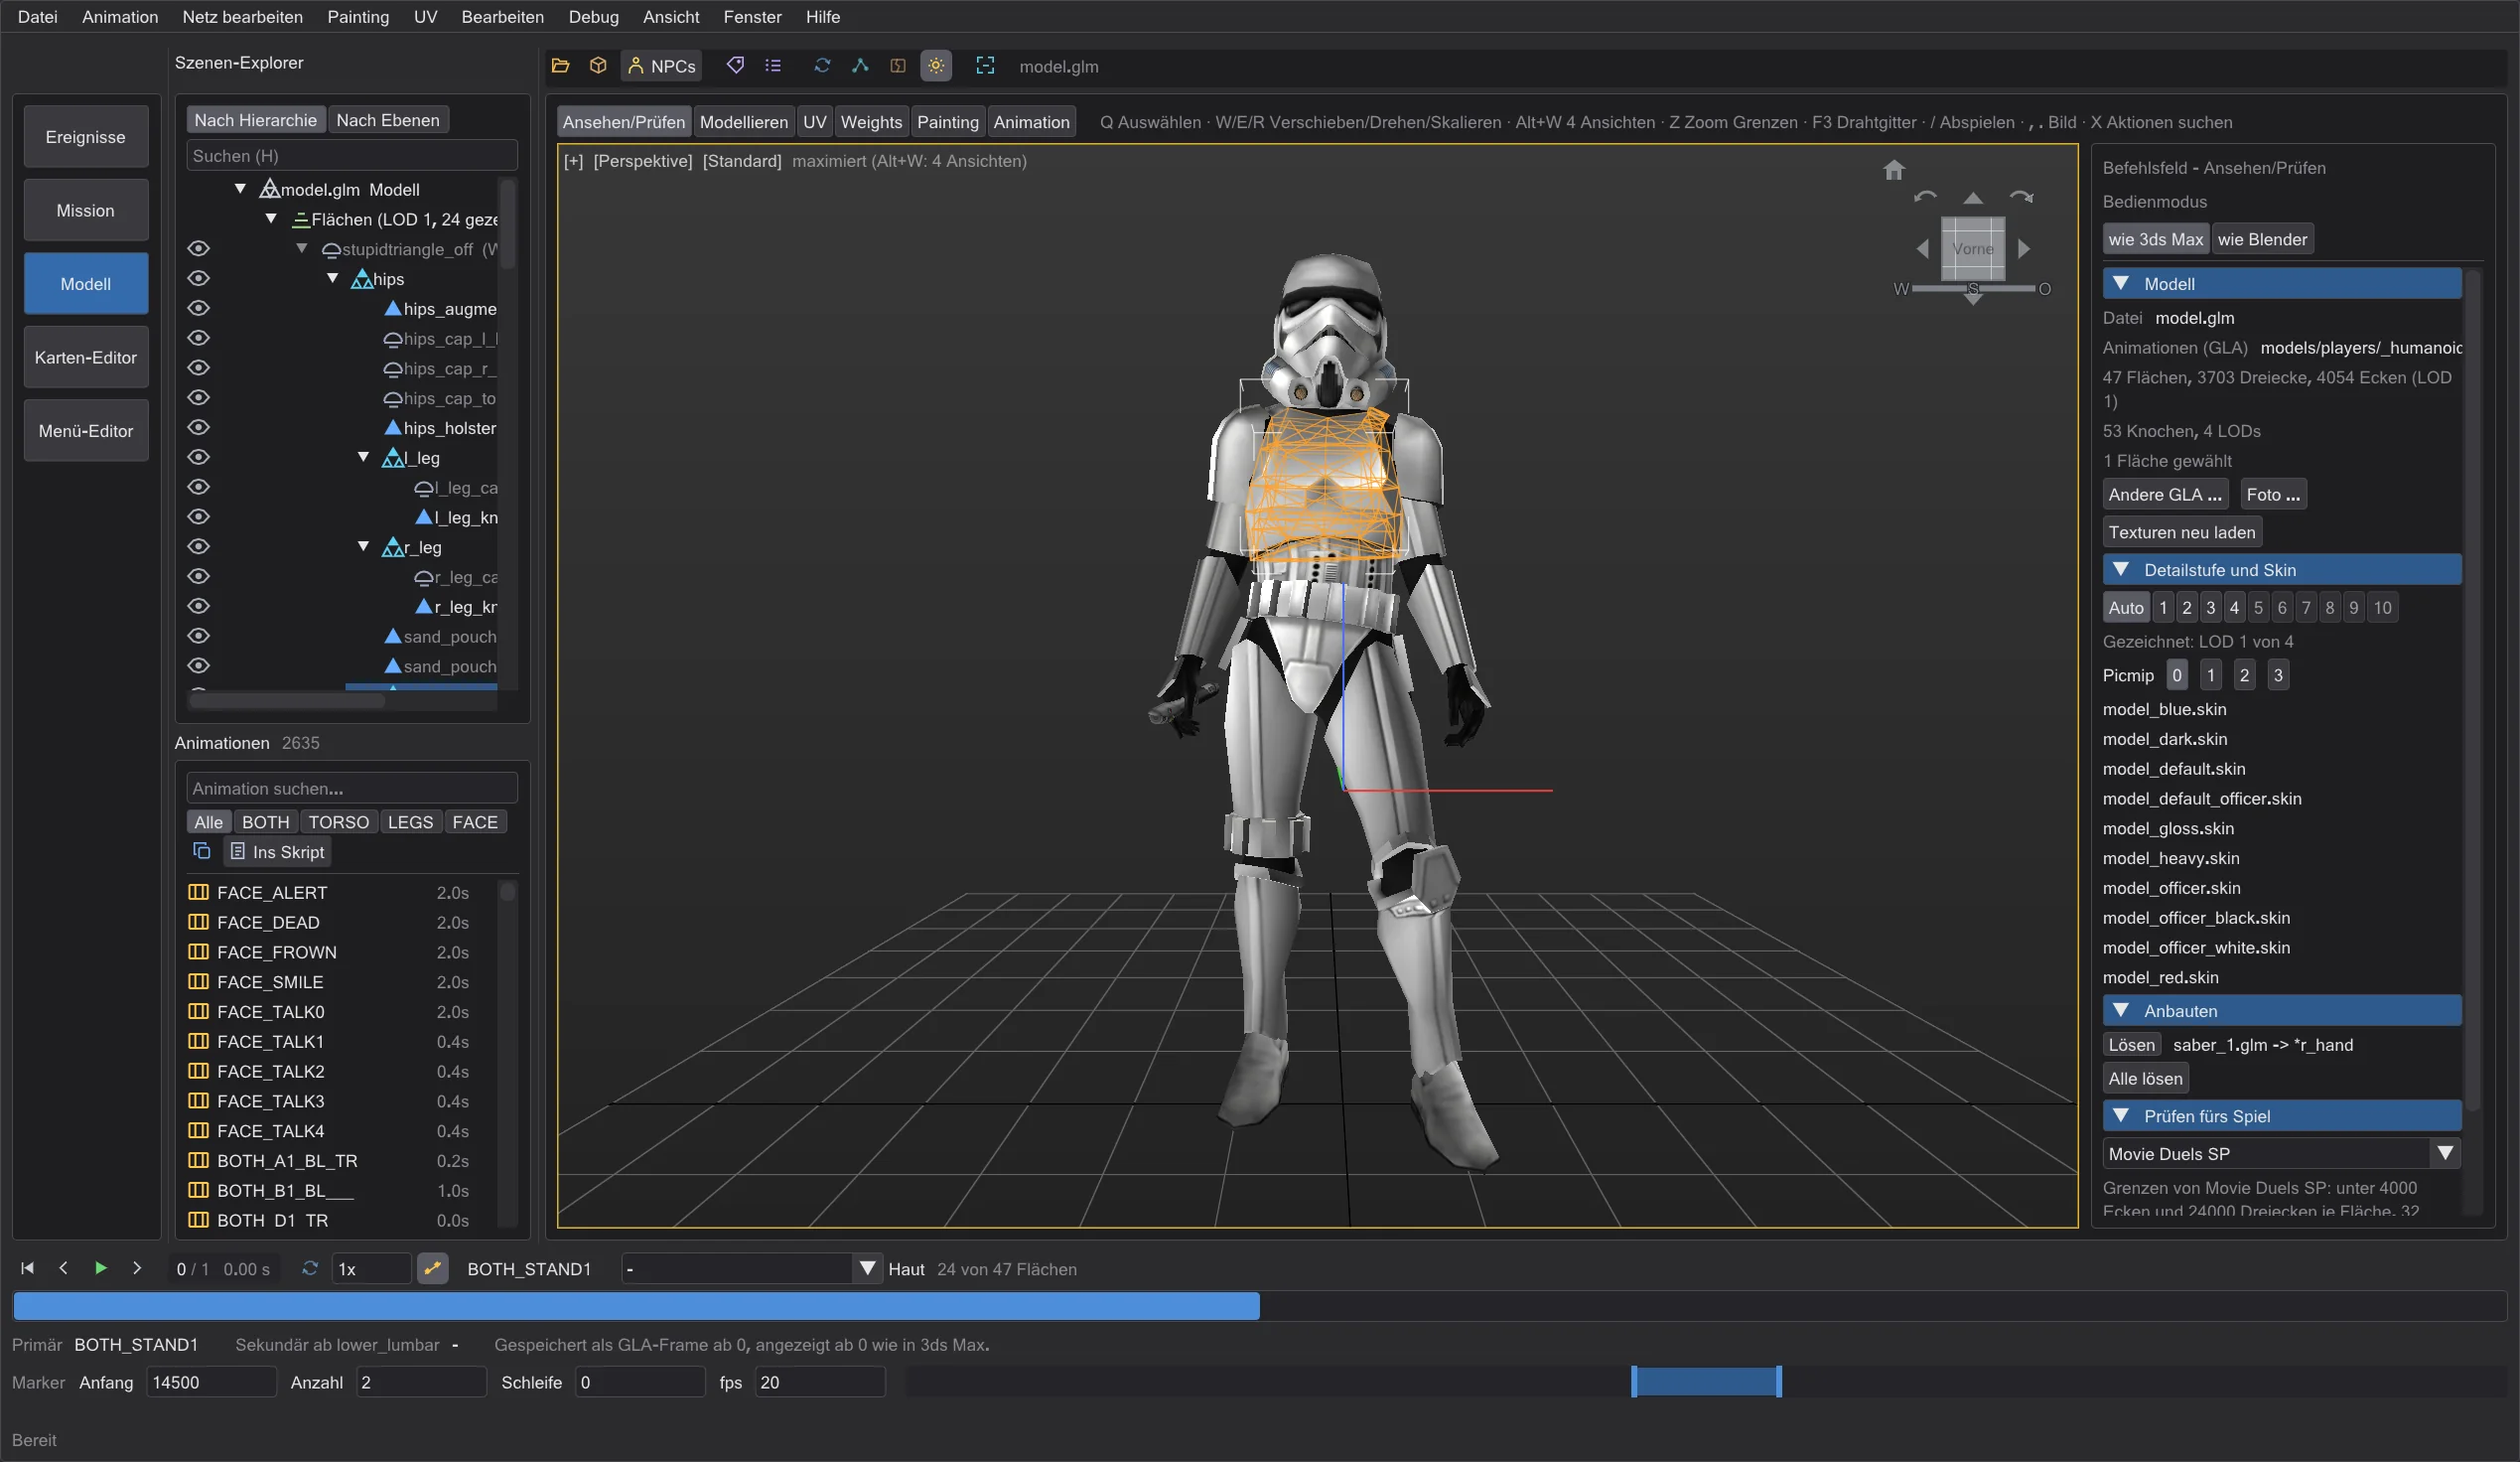 Datei Animation Netz bearbeiten Painting UV Bearbeiten Debug Ansicht Fenster Hilfe
Szenen-Explorer
NPCs model.glm
Ereignisse
Mission
Modell
Karten-Editor
Menü-Editor
Nach Hierarchie Nach Ebenen
Suchen (H)
model.glm Modell
Flächen (LOD 1, 24 geze
stupidtriangle_off (W
hips
hips_augme
hips_cap_l_l
hips_cap_r_
hips_cap_to
hips_holster
l_leg
l_leg_ca
l_leg_kn
r_leg
r_leg_ca
r_leg_kr
sand_pouch
sand_pouch
Animationen 2635
Animation suchen...
Alle BOTH TORSO LEGS FACE
Ins Skript
FACE_ALERT 2.0s
FACE_DEAD 2.0s
FACE_FROWN 2.0s
FACE_SMILE 2.0s
FACE_TALK0 2.0s
FACE_TALK1 0.4s
FACE_TALK2 0.4s
FACE_TALK3 0.4s
FACE_TALK4 0.4s
BOTH_A1_BL_TR 0.2s
BOTH_B1_BL___ 1.0s
BOTH_D1_TR 0.0s
Ansehen/Prüfen Modellieren UV Weights Painting Animation Q Auswählen · W/E/R Verschieben/Drehen/Skalieren · Alt+W 4 Ansichten · Z Zoom Grenzen · F3 Drahtgitter · / Abspielen · , . Bild · X Aktionen suchen
[+] [Perspektive] [Standard] maximiert (Alt+W: 4 Ansichten)
Vorne
W S O
Befehlsfeld - Ansehen/Prüfen
Bedienmodus
wie 3ds Max wie Blender
Modell
Datei model.glm
Animationen (GLA) models/players/_humanoid
47 Flächen, 3703 Dreiecke, 4054 Ecken (LOD
1)
53 Knochen, 4 LODs
1 Fläche gewählt
Andere GLA ... Foto ...
Texturen neu laden
Detailstufe und Skin
Auto 1 2 3 4 5 6 7 8 9 10
Gezeichnet: LOD 1 von 4
Picmip 0 1 2 3
model_blue.skin
model_dark.skin
model_default.skin
model_default_officer.skin
model_gloss.skin
model_heavy.skin
model_officer.skin
model_officer_black.skin
model_officer_white.skin
model_red.skin
Anbauten
Lösen saber_1.glm -> *r_hand
Alle lösen
Prüfen fürs Spiel
Movie Duels SP
Grenzen von Movie Duels SP: unter 4000
Ecken und 24000 Dreiecken je Fläche, 32
0 / 1 0.00 s 1x BOTH_STAND1 - Haut 24 von 47 Flächen
Primär BOTH_STAND1 Sekundär ab lower_lumbar - Gespeichert als GLA-Frame ab 0, angezeigt ab 0 wie in 3ds Max.
Marker Anfang 14500 Anzahl 2 Schleife 0 fps 20
Bereit